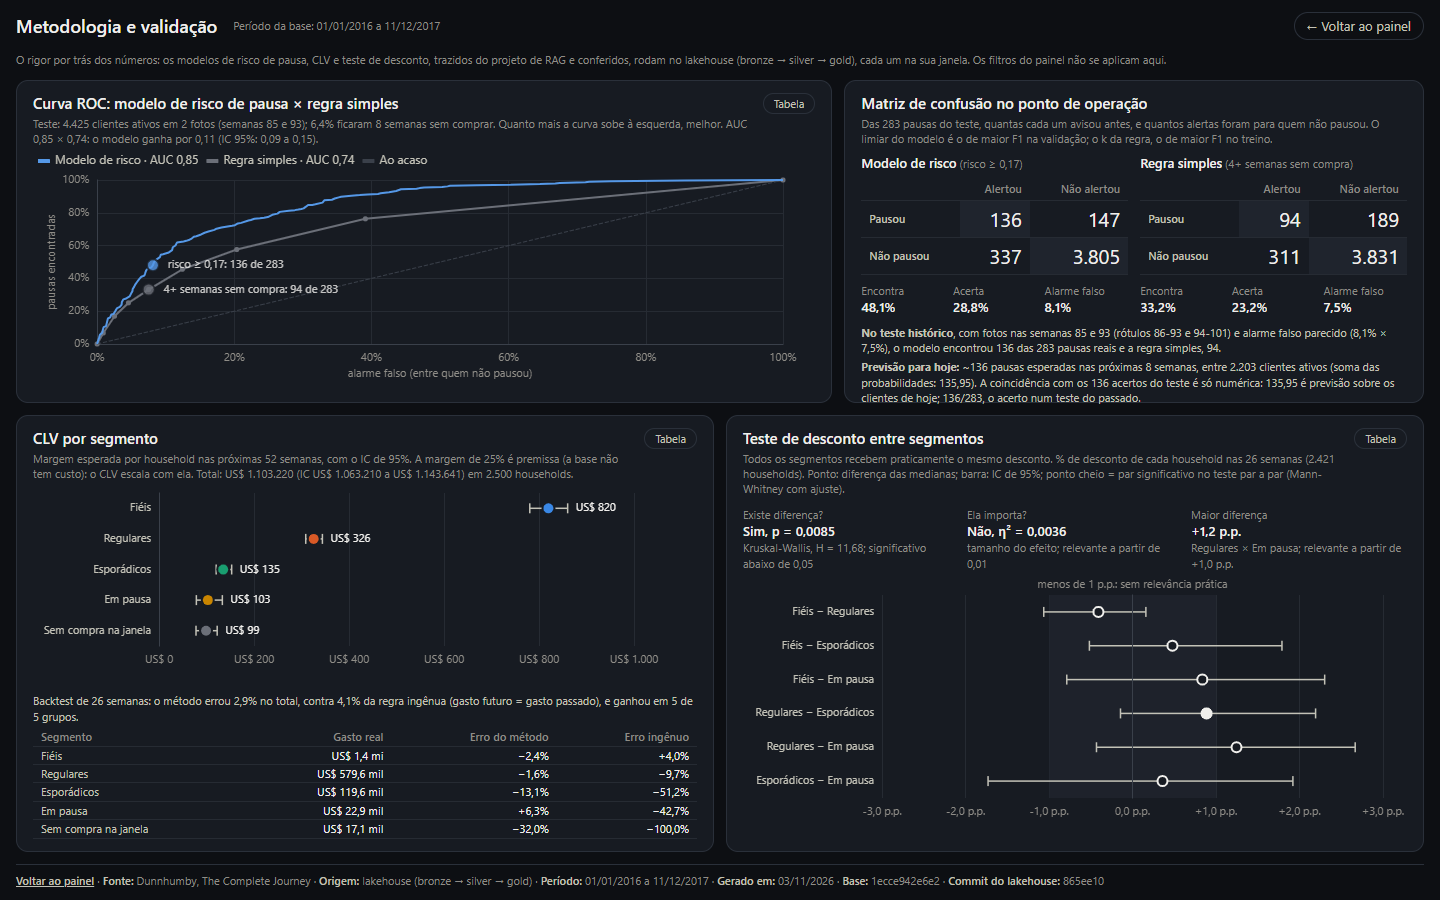 Metodologia e validação
Período da base: 01/01/2016 a 11/12/2017
← Voltar ao painel
O rigor por trás dos números: os modelos de risco de pausa, CLV e teste de desconto, trazidos do projeto de RAG e conferidos, rodam no lakehouse (bronze → silver → gold), cada um na sua janela. Os filtros do painel não se aplicam aqui.
Curva ROC: modelo de risco de pausa × regra simples
Tabela
Teste: 4.425 clientes ativos em 2 fotos (semanas 85 e 93); 6,4% ficaram 8 semanas sem comprar. Quanto mais a curva sobe à esquerda, melhor. AUC
0,85 × 0,74: o modelo ganha por 0,11 (IC 95%: 0,09 a 0,15).
Modelo de risco · AUC 0,85
Regra simples · AUC 0,74
Ao acaso
100%
80%
60%
40%
20%
0%
pausas encontradas
risco ≥ 0,17: 136 de 283
4+ semanas sem compra: 94 de 283
0%
20%
40%
60%
80%
100%
alarme falso (entre quem não pausou)
Matriz de confusão no ponto de operação
Das 283 pausas do teste, quantas cada um avisou antes, e quantos alertas foram para quem não pausou. O
limiar do modelo é o de maior F1 na validação; o k da regra, o de maior F1 no treino.
Modelo de risco (risco ≥ 0,17)
Alertou Não alertou
Pausou 136 147
Não pausou 337 3.805
Encontra Acerta Alarme falso
48,1% 28,8% 8,1%
Regra simples (4+ semanas sem compra)
Alertou Não alertou
Pausou 94 189
Não pausou 311 3.831
Encontra Acerta Alarme falso
33,2% 23,2% 7,5%
No teste histórico, com fotos nas semanas 85 e 93 (rótulos 86-93 e 94-101) e alarme falso parecido (8,1% ×
7,5%), o modelo encontrou 136 das 283 pausas reais e a regra simples, 94.
Previsão para hoje: ~136 pausas esperadas nas próximas 8 semanas, entre 2.203 clientes ativos (soma das
probabilidades: 135,95). A coincidência com os 136 acertos do teste é só numérica: 135,95 é previsão sobre os
clientes de hoje; 136/283, o acerto num teste do passado.
CLV por segmento
Tabela
Margem esperada por household nas próximas 52 semanas, com o IC de 95%. A margem de 25% é premissa (a base não
tem custo): o CLV escala com ela. Total: US$ 1.103.220 (IC US$ 1.063.210 a US$ 1.143.641) em 2.500 households.
Fiéis US$ 820
Regulares US$ 326
Esporádicos US$ 135
Em pausa US$ 103
Sem compra na janela US$ 99
US$ 0
US$ 200
US$ 400
US$ 600
US$ 800
US$ 1.000
Backtest de 26 semanas: o método errou 2,9% no total, contra 4,1% da regra ingênua (gasto futuro = gasto passado), e ganhou em 5 de
5 grupos.
Segmento Gasto real Erro do método Erro ingênuo
Fiéis US$ 1,4 mi −2,4% +4,0%
Regulares US$ 579,6 mil −1,6% −9,7%
Esporádicos US$ 119,6 mil −13,1% −51,2%
Em pausa US$ 22,9 mil +6,3% −42,7%
Sem compra na janela US$ 17,1 mil −32,0% −100,0%
Teste de desconto entre segmentos
Tabela
Todos os segmentos recebem praticamente o mesmo desconto. % de desconto de cada household nas 26 semanas (2.421
households). Ponto: diferença das medianas; barra: IC de 95%; ponto cheio = par significativo no teste par a par (Mann-
Whitney com ajuste).
Existe diferença?
Sim, p = 0,0085
Kruskal-Wallis, H = 11,68; significativo
abaixo de 0,05
Ela importa?
Não, η² = 0,0036
tamanho do efeito; relevante a partir de
0,01
Maior diferença
+1,2 p.p.
Regulares × Em pausa; relevante a partir de
+1,0 p.p.
menos de 1 p.p.: sem relevância prática
Fiéis − Regulares
Fiéis − Esporádicos
Fiéis − Em pausa
Regulares − Esporádicos
Regulares − Em pausa
Esporádicos − Em pausa
-3,0 p.p.
-2,0 p.p.
-1,0 p.p.
0,0 p.p.
+1,0 p.p.
+2,0 p.p.
+3,0 p.p.
Voltar ao painel · Fonte: Dunnhumby, The Complete Journey · Origem: lakehouse (bronze → silver → gold) · Período: 01/01/2016 a 11/12/2017 · Gerado em: 03/11/2026 · Base: 1ecce942e6e2 · Commit do lakehouse: 865ee10